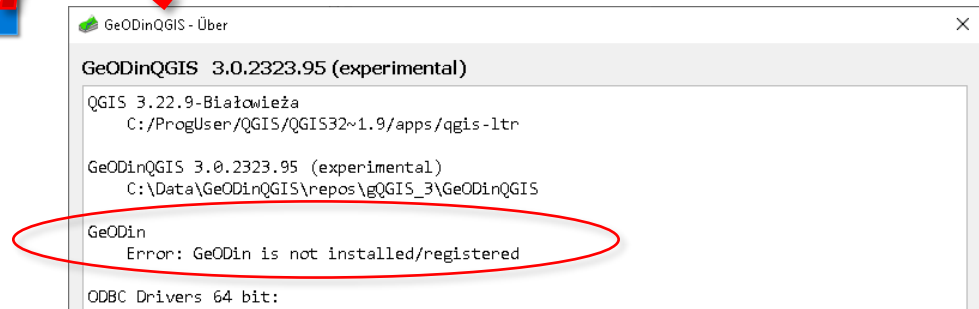 GeODinQGIS - Über
GeODinQGIS 3.0.2323.95 (experimental)
QGIS 3.22.9-Białowieża
C:/ProgUser/QGIS/QGIS32~1.9/apps/qgis-ltr
GeODinQGIS 3.0.2323.95 (experimental)
C:\Data\GeODinQGIS\repos\gQGIS_3\GeODinQGIS
GeODin
Error: GeODin is not installed/registered
ODBC Drivers 64 bit: